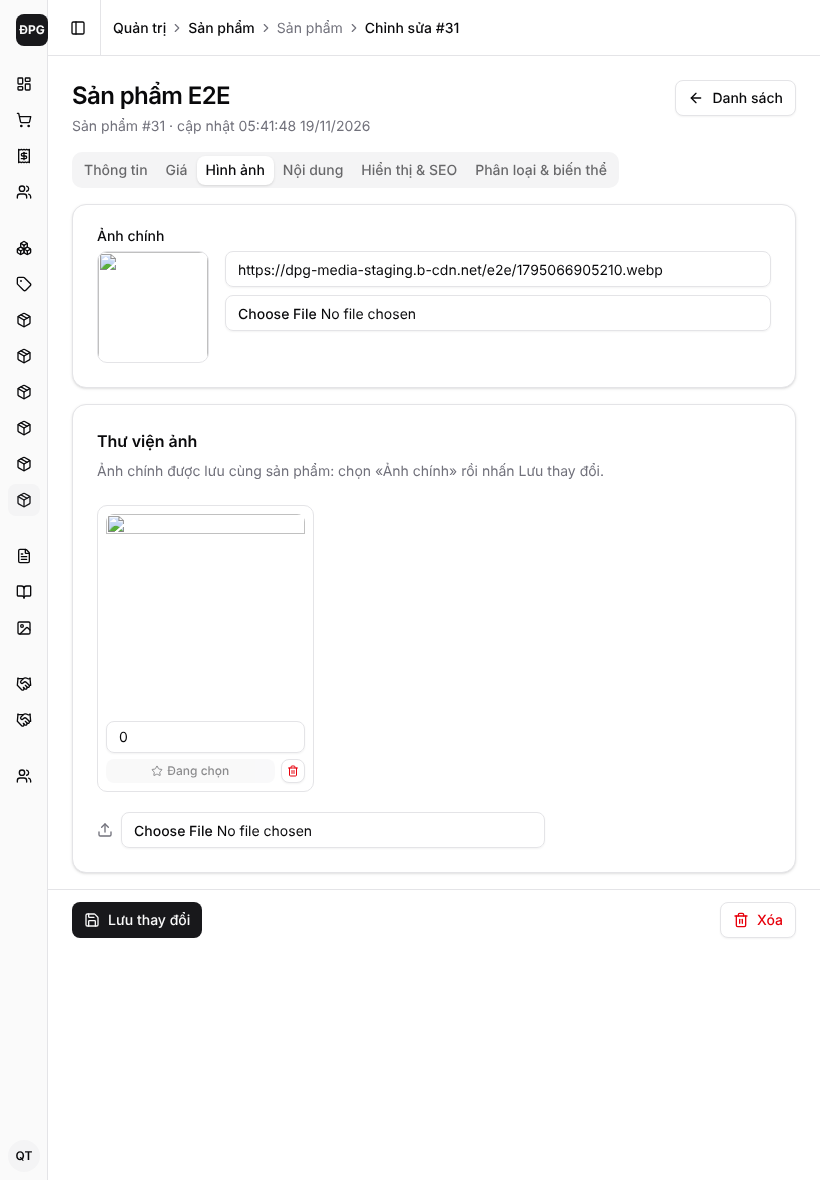 ĐPG
Quản trị > Sản phẩm > Sản phẩm > Chỉnh sửa #31
Sản phẩm E2E
Danh sách
Sản phẩm #31 · cập nhật 05:41:48 19/11/2026
Thông tin Giá Hình ảnh Nội dung Hiển thị & SEO Phân loại & biến thể
Ảnh chính
https://dpg-media-staging.b-cdn.net/e2e/1795066905210.webp
Choose File No file chosen
Thư viện ảnh
Ảnh chính được lưu cùng sản phẩm: chọn «Ảnh chính» rồi nhấn Lưu thay đổi.
0
Đang chọn
Choose File No file chosen
Lưu thay đổi
Xóa
QT